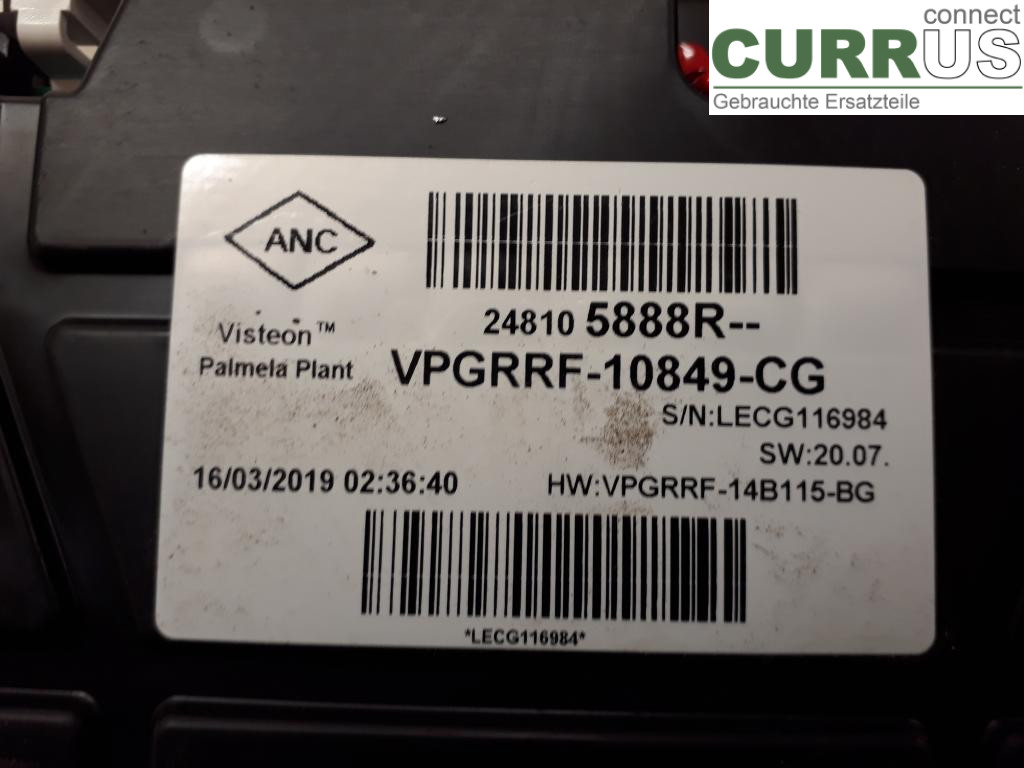 connect
CURRUS
Gebrauchte Ersatzteile
ANC
24810 5888R--
Visteon™
Palmela Plant
VPGRRF-10849-CG
S/N:LECG116984
SW:20.07.
16/03/2019 02:36:40
HW:VPGRRF-14B115-BG
*LECG116984*